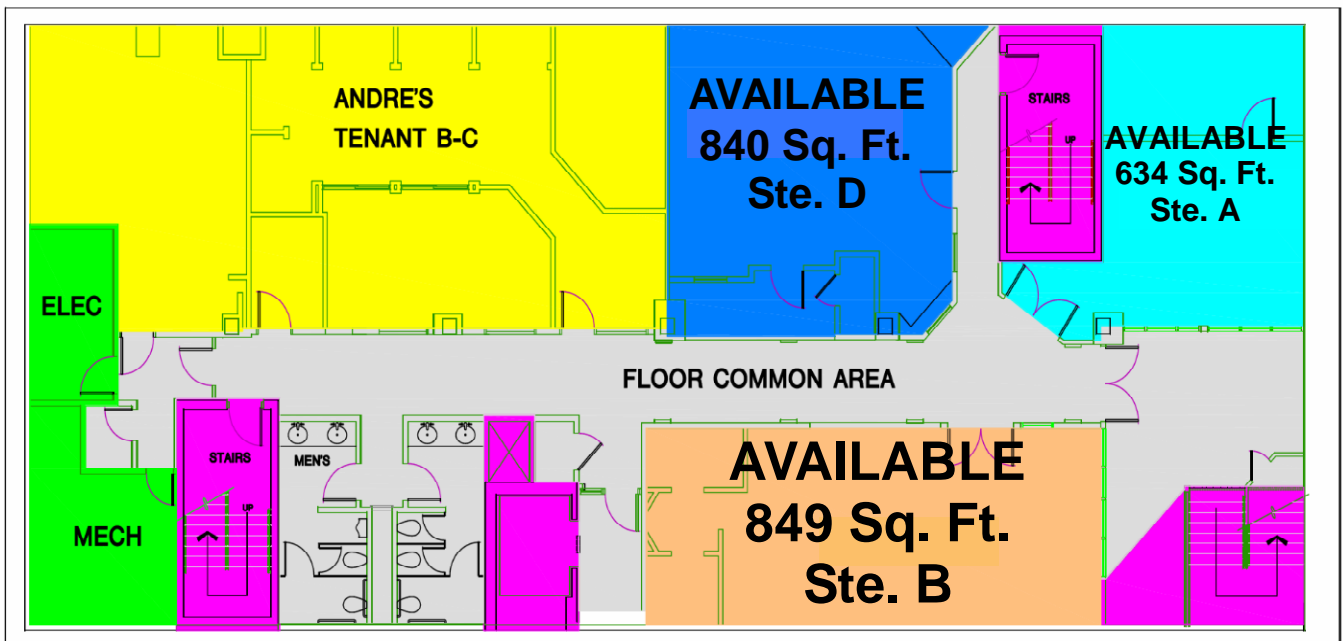 ANDRE'S
TENANT B-C
AVAILABLE
840 Sq. Ft.
Ste. D
STAIRS
UP
AVAILABLE
634 Sq. Ft.
Ste. A
ELEC
FLOOR COMMON AREA
STAIRS
UP
MEN'S
MECH
AVAILABLE
849 Sq. Ft.
Ste. B